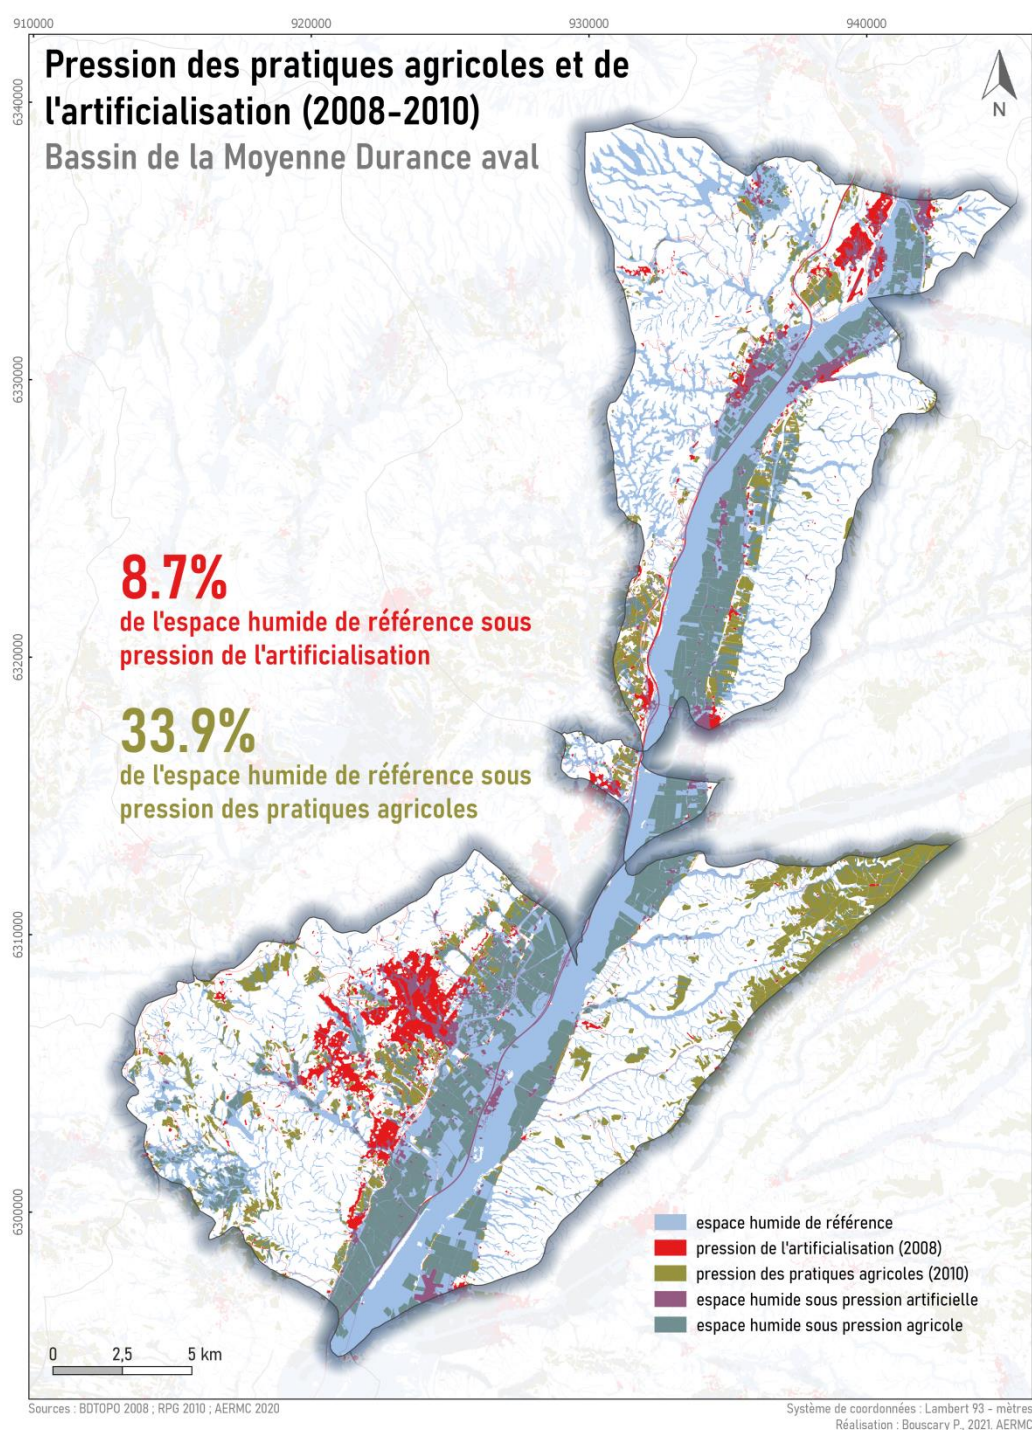 910000
920000
930000
940000
Pression des pratiques agricoles et de
l'artificialisation (2008-2010)
Bassin de la Moyenne Durance aval
N
6340000
6330000
6320000
6310000
6300000
8.7%
de l'espace humide de référence sous
pression de l'artificialisation
33.9%
de l'espace humide de référence sous
pression des pratiques agricoles
espace humide de référence
pression de l'artificialisation (2008)
pression des pratiques agricoles (2010)
espace humide sous pression artificielle
espace humide sous pression agricole
0 2,5 5 km
Sources : BDTOPO 2008 ; RPG 2010 ; AERMC 2020
Système de coordonnées : Lambert 93 - mètres
Réalisation : Bouscary P., 2021. AERMC